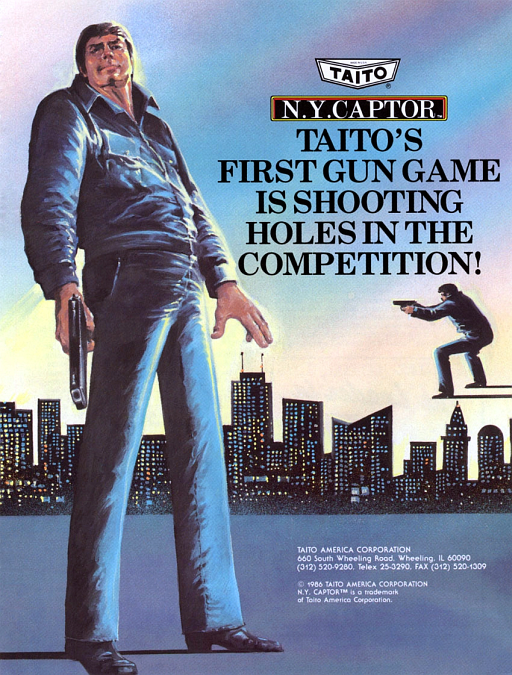 TAITO
®
N.Y.CAPTOR™
TAITO'S
FIRST GUN GAME
IS SHOOTING
HOLES IN THE
COMPETITION!
TAITO AMERICA CORPORATION
660 South Wheeling Road, Wheeling, IL 60090
(312) 520-9280. Telex 25-3290. FAX (312) 520-1309
© 1986 TAITO AMERICA CORPORATION
N.Y. CAPTOR™ is a trademark
of Taito America Corporation.